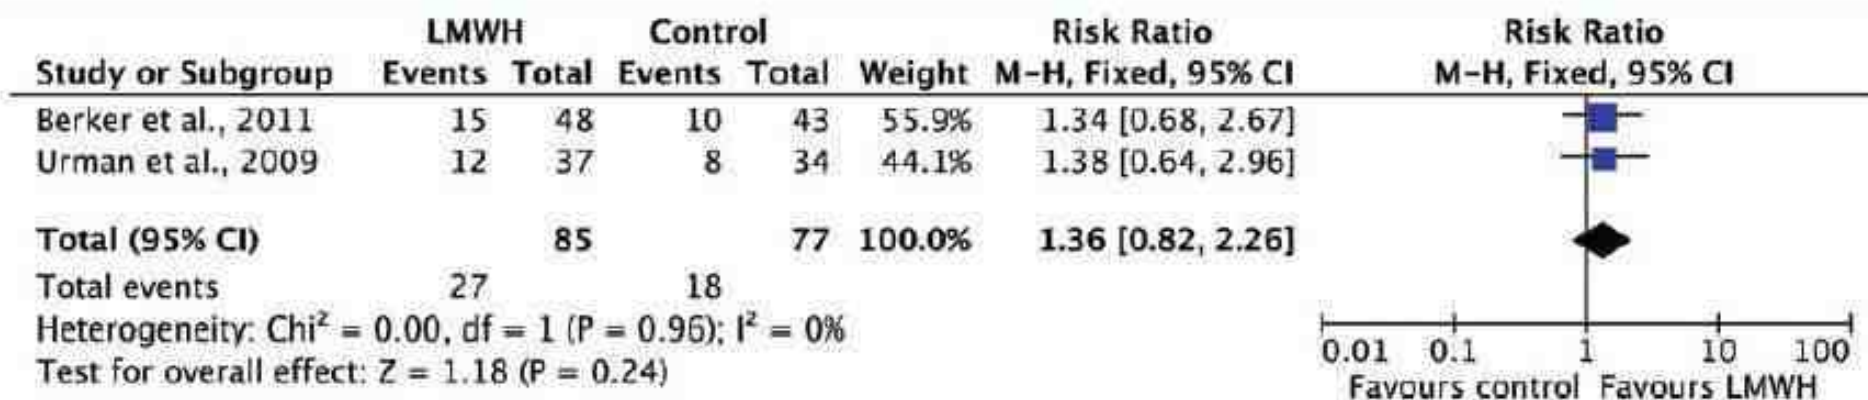 LMWH Control Risk Ratio Risk Ratio
Study or Subgroup Events Total Events Total Weight M-H, Fixed, 95% CI M-H, Fixed, 95% CI
Berker et al., 2011 15 48 10 43 55.9% 1.34 [0.68, 2.67]
Urman et al., 2009 12 37 8 34 44.1% 1.38 [0.64, 2.96]
Total (95% CI) 85 77 100.0% 1.36 [0.82, 2.26]
Total events 27 18
Heterogeneity: Chi² = 0.00, df = 1 (P = 0.96); I² = 0%
Test for overall effect: Z = 1.18 (P = 0.24)
0.01 0.1 1 10 100
Favours control Favours LMWH